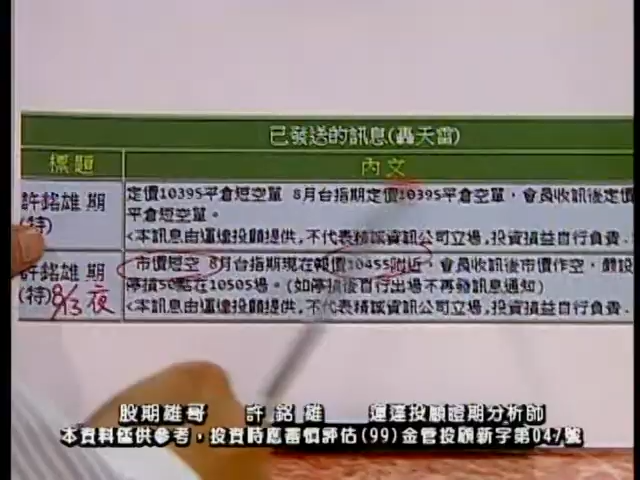 已發送的訊息(轟天雷)
標題 內文
許銘雄 期(特)
定價10395平倉短空單 8月台指期定價10395平倉空單,會員收訊後定價
平倉短空單。
<本訊息由運達投顧提供,不代表精誠資訊公司立場,投資損益自行負責.
許銘雄 期(特)
8/13 夜
市價短空 8月台指期現在報價10455附近,會員收訊後市價作空,
停損50點在10505場。(如停損後自行出場不再發訊息通知)
<本訊息由運達投顧提供,不代表精誠資訊公司立場,投資損益自行負責.
股期雄哥 許銘雄 運達投顧證期分析師
本資料僅供參考,投資時應審慎評估(99)金管投顧新字第047號